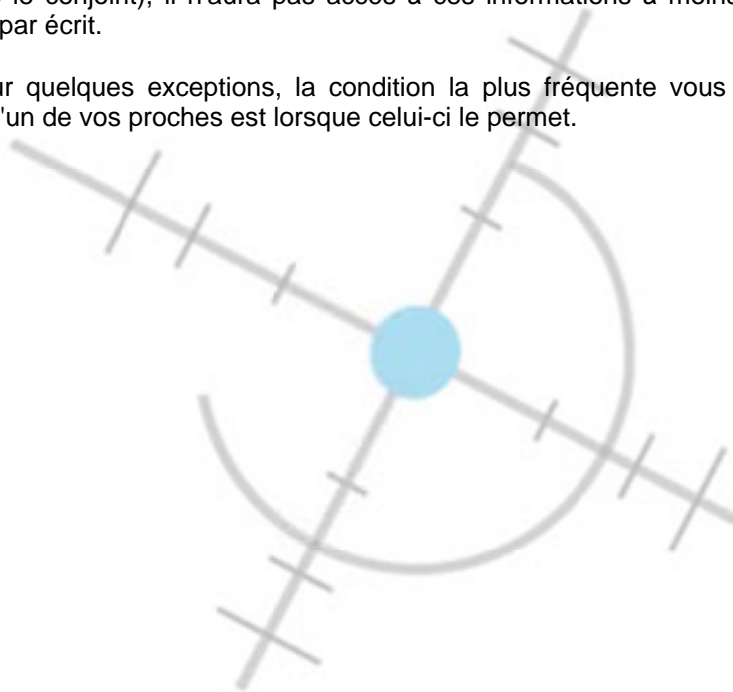 le conjoint), il n'aura pas accès à ces informations à moins
par écrit.
ur quelques exceptions, la condition la plus fréquente vous
'un de vos proches est lorsque celui-ci le permet.